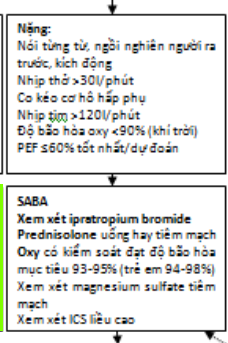 Nặng:
Nói từng từ, ngồi nghiên người ra
trước, kích động
Nhịp thở >30l/phút
Co kéo cơ hô hấp phụ
Nhịp tim >120l/phút
Độ bão hòa oxy <90% (khí trời)
PEF ≤60% tốt nhất/dự đoán
SABA
Xem xét ipratropium bromide
Prednisolone uống hay tiêm mạch
Oxy có kiểm soát đạt độ bão hòa
mục tiêu 93-95% (trẻ em 94-98%)
Xem xét magnesium sulfate tiêm
mạch
Xem xét ICS liều cao